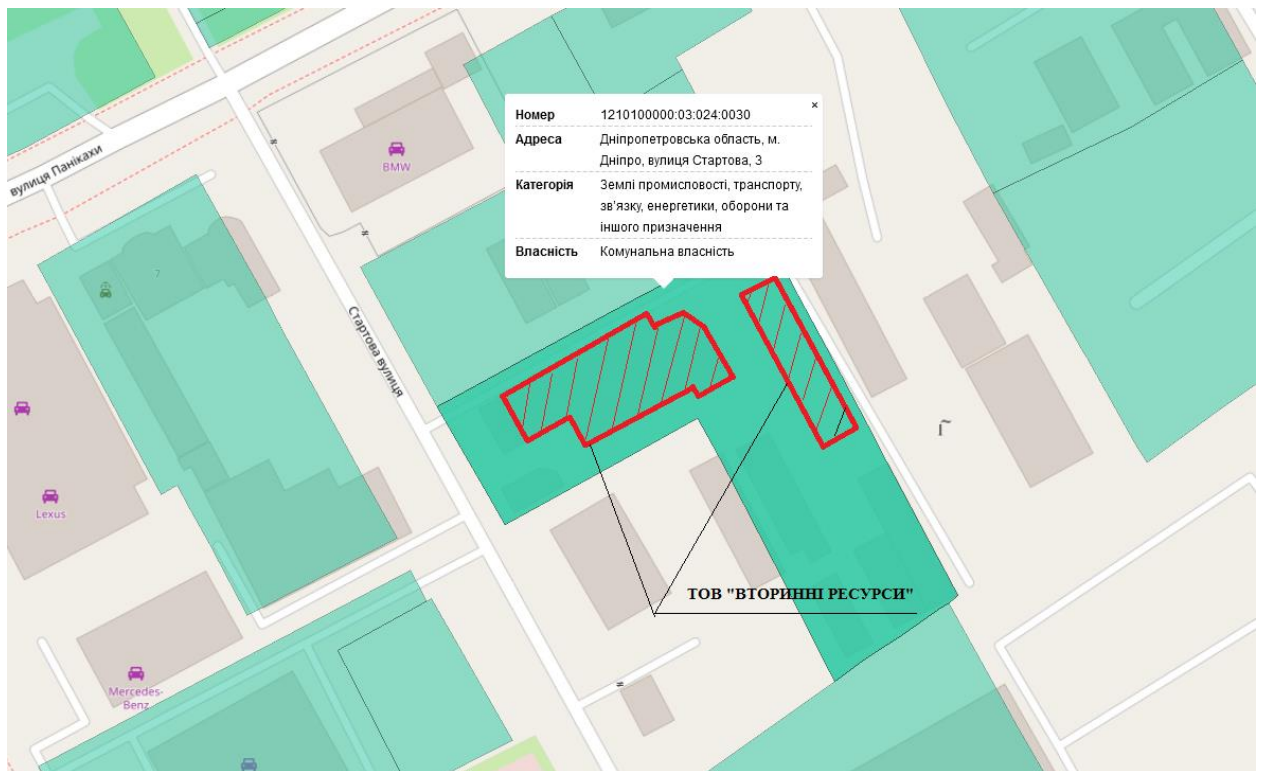 ×
Номер 1210100000:03:024:0030
Адреса Дніпропетровська область, м.
Дніпро, вулиця Стартова, 3
Категорія Землі промисловості, транспорту,
зв'язку, енергетики, оборони та
іншого призначення
Власність Комунальна власність
BMW
вулиця Панікахи
7
Стартова вулиця
Lexus
ТОВ "ВТОРИННІ РЕСУРСИ"
Mercedes-
Benz